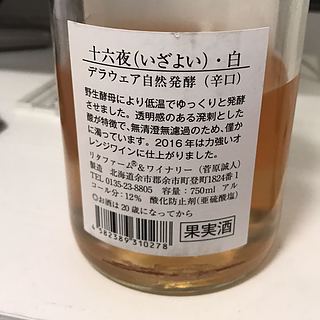 十六夜(いざよい)・白
デラウェア自然発酵(辛口)
野生酵母により低温でゆっくりと発酵
させました。透明感のある発刺とした
酸が特徴で、無清澄無濾過のため、僅か
に濁っています。2016年は力強いオ
レンジワインに仕上がりました。
リタファーム®&ワイナリー(菅原誠人)
製造 北海道余市郡余市町登町1824番1
TEL 0135-23-8805 容量:750ml アル
コール分:12% 酸化防止剤(亜硫酸塩)
◎お酒は20歳になってから
4582389310278
果実酒